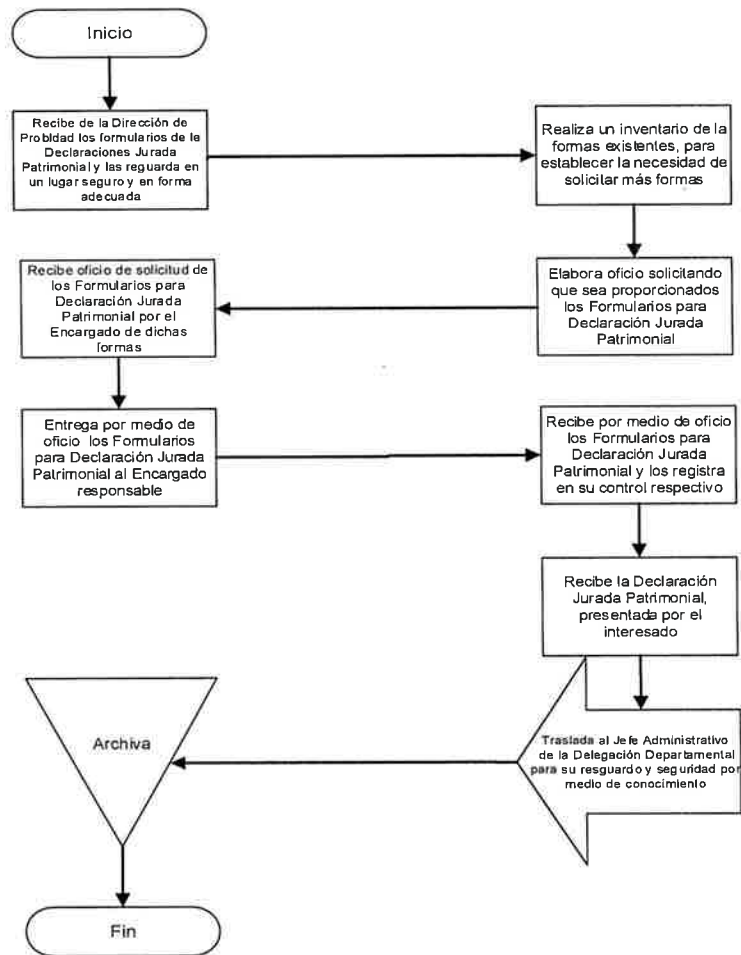 Inicio
Recibe de la Dirección de
Probidad los formularios de le
Declaraciones Jurada
Patrimonial y las reguarda en
un lugar seguro y en forma
adecuada
Realiza un inventario de la
formas existentes, para
establecer la necesidad de
solicitar más formas
Elabora oficio solicitando
que sea proporcionados
los Formularios para
Declaración Jurada
Patrimonial
Recibe oficio de solicitud de
los Formularios para
Declaración Jurada
Patrimonial por el
Encargado de dichas
formas
Entrega por medio de
oficio los Formularios
para Declaración Jurada
Patrimonial al Encargado
responsable
Recibe por medio de oficio
los Formularios para
Declaración Jurada
Patrimonial y los registra
en su control respectivo
Recibe la Declaración
Jurada Patrimonial,
presentada por el
interesado
Traslada al Jefe Administrativo
de la Delegación Departamental
para su resguardo y seguridad por
medio de conocimiento
Archiva
Fin